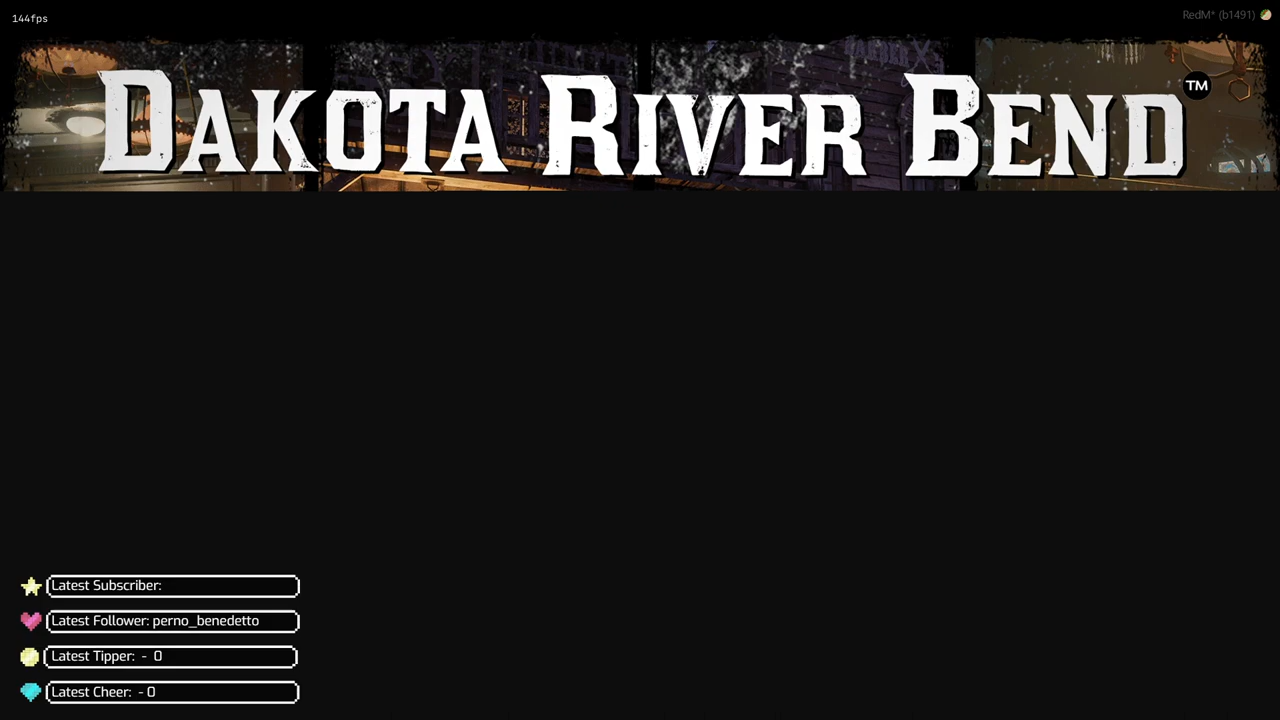 144fps
RedM* (b1491)
DAKOTA RIVER BEND TM
Latest Subscriber:
Latest Follower: perno_benedetto
Latest Tipper: - 0
Latest Cheer: - 0